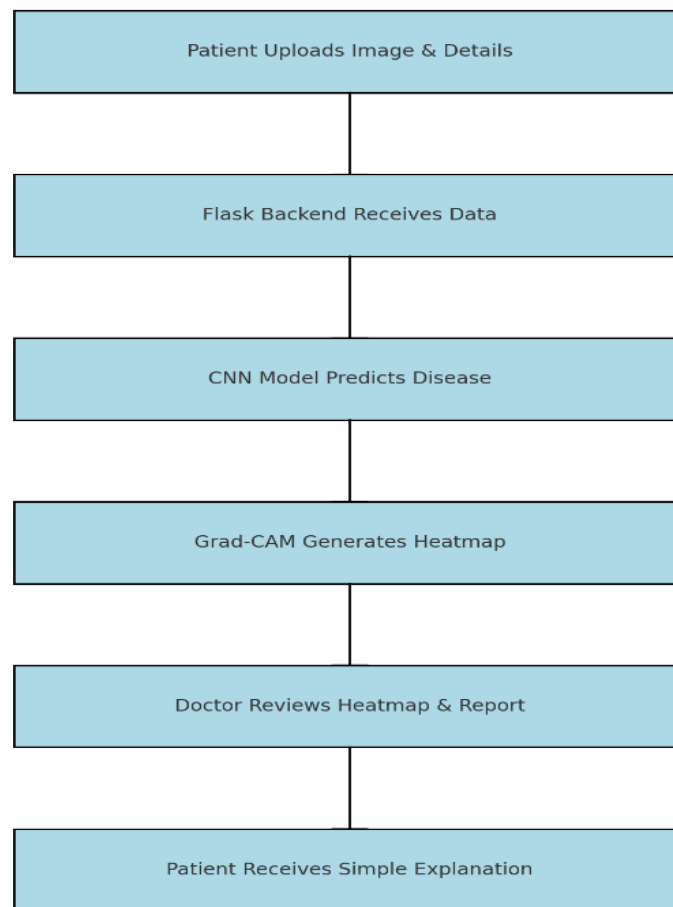 Patient Uploads Image & Details
Flask Backend Receives Data
CNN Model Predicts Disease
Grad-CAM Generates Heatmap
Doctor Reviews Heatmap & Report
Patient Receives Simple Explanation